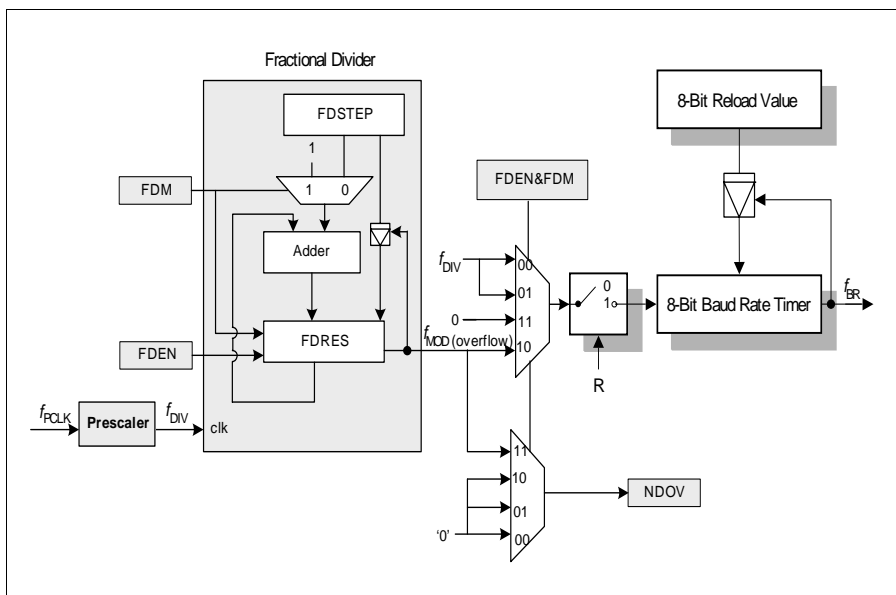 Fractional Divider
FDSTEP
8-Bit Reload Value
1
1 0
FDM
FDEN&FDM
Adder
fDIV
00
01
0
11
10
0
1
8-Bit Baud Rate Timer
fBR
FDRES
fMOD (overflow)
FDEN
R
fPCLK
Prescaler
fDIV
clk
11
10
01
00
NDOV
‘0’